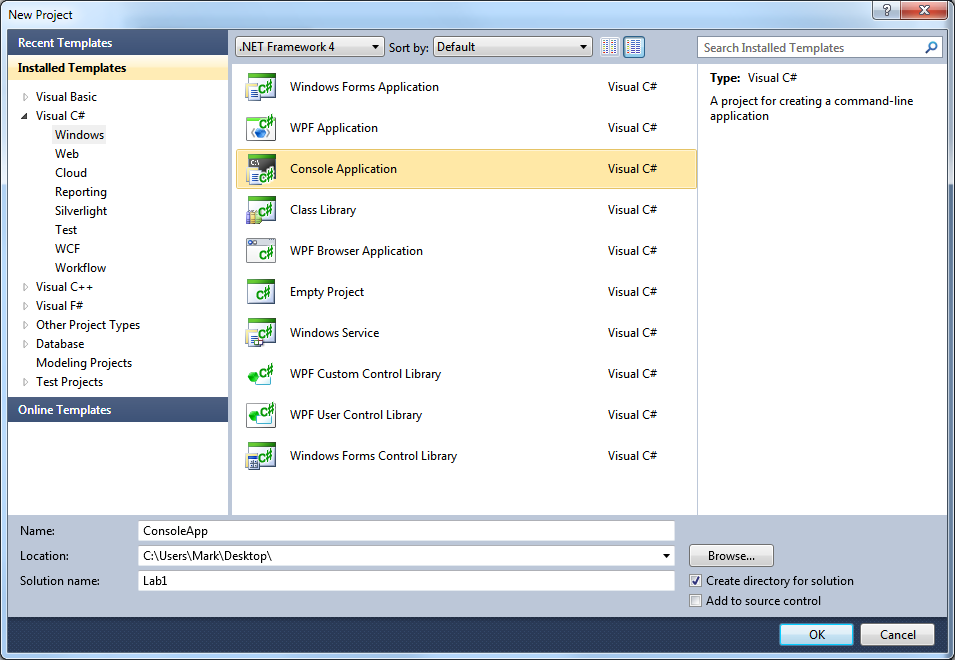 New Project
Recent Templates
Installed Templates
Visual Basic
Visual C#
Windows
Web
Cloud
Reporting
Silverlight
Test
WCF
Workflow
Visual C++
Visual F#
Other Project Types
Database
Modeling Projects
Test Projects
Online Templates
.NET Framework 4 Sort by: Default
Windows Forms Application Visual C#
WPF Application Visual C#
Console Application Visual C#
Class Library Visual C#
WPF Browser Application Visual C#
Empty Project Visual C#
Windows Service Visual C#
WPF Custom Control Library Visual C#
WPF User Control Library Visual C#
Windows Forms Control Library Visual C#
Search Installed Templates
Type: Visual C#
A project for creating a command-line
application
Name: ConsoleApp
Location: C:\Users\Mark\Desktop\ Browse...
Solution name: Lab1 Create directory for solution
Add to source control
OK Cancel